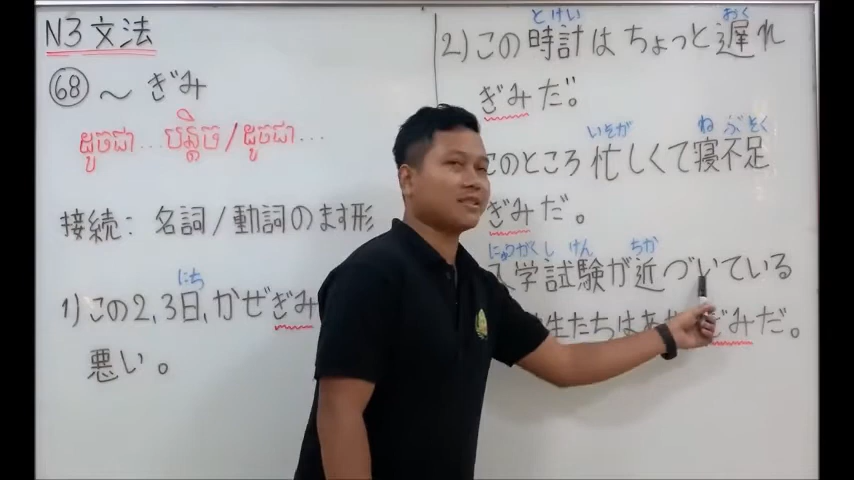 N3文法
68 ～ ぎみ
ដូចជា...បន្តិច/ដូចជា...
接続: 名詞/動詞のます形
にち
1)この2,3日,かぜぎみ
悪い。
とけい おく
2)この時計はちょっと遅れ
ぎみだ。
いそが ねぶそく
このところ忙しくて寝不足
ぎみだ。
にゅうがくしけん ちか
入学試験が近づいている
生たちは ぎみだ。